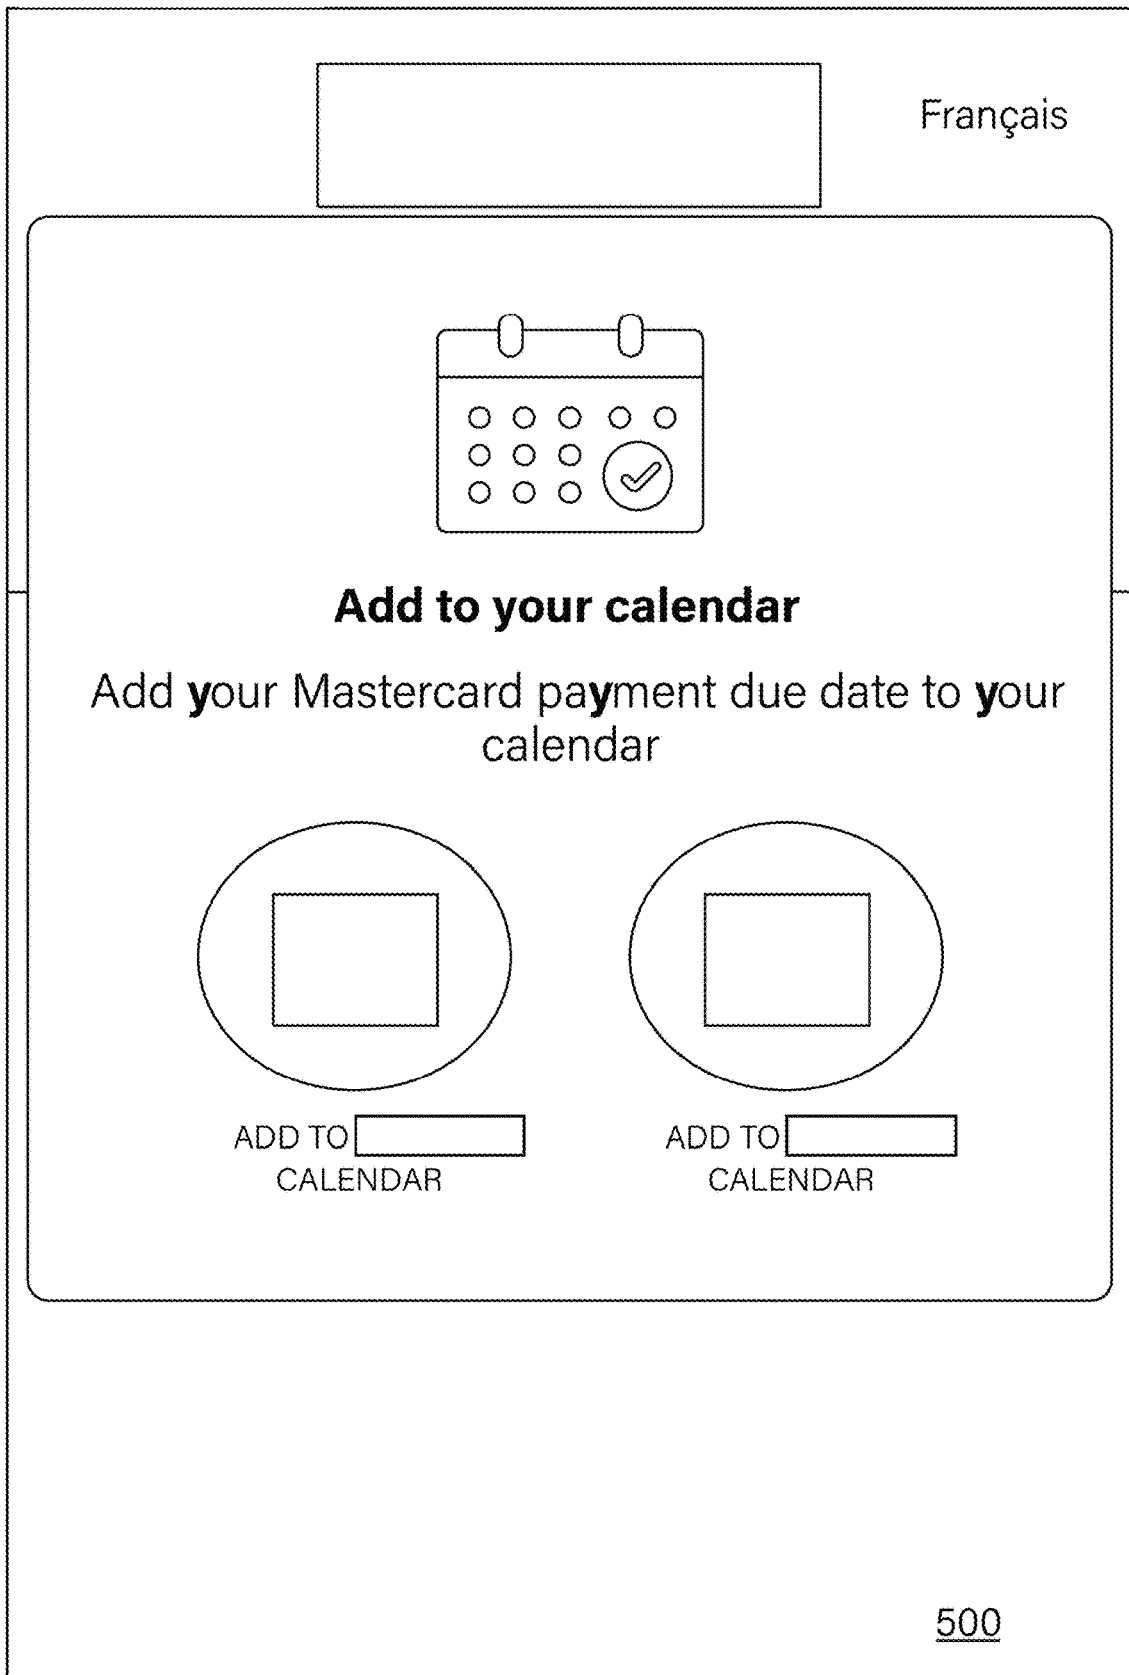 Français
Add to your calendar
Add your Mastercard payment due date to your
calendar
ADD TO
CALENDAR
ADD TO
CALENDAR
500